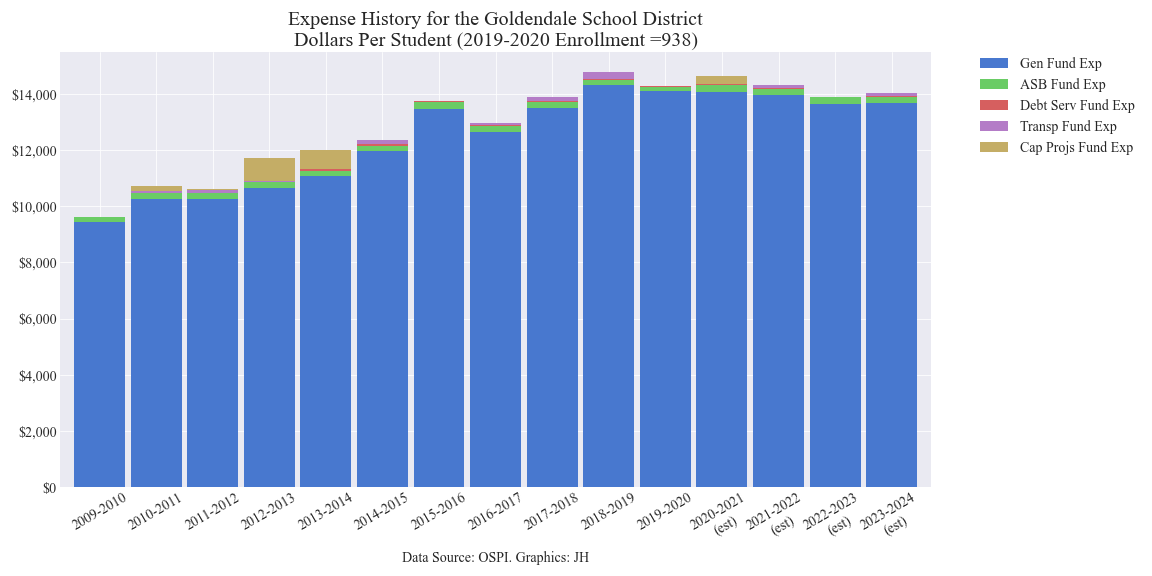 Expense History for the Goldendale School District
Dollars Per Student (2019-2020 Enrollment =938)
Gen Fund Exp
ASB Fund Exp
Debt Serv Fund Exp
Transp Fund Exp
Cap Projs Fund Exp
$14,000
$12,000
$10,000
$8,000
$6,000
$4,000
$2,000
$0
2009-2010
2010-2011
2011-2012
2012-2013
2013-2014
2014-2015
2015-2016
2016-2017
2017-2018
2018-2019
2019-2020
2020-2021
(est)
2021-2022
(est)
2022-2023
(est)
2023-2024
(est)
Data Source: OSPI. Graphics: JH